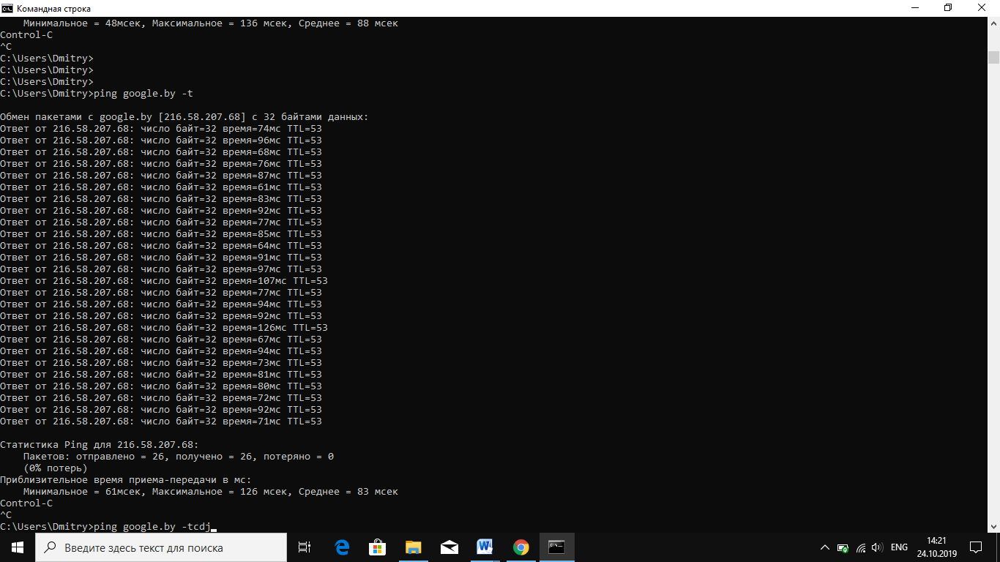 Командная строка
Минимальное = 48мсек, Максимальное = 136 мсек, Среднее = 88 мсек
Control-C
^C
C:\Users\Dmitry>
C:\Users\Dmitry>
C:\Users\Dmitry>
C:\Users\Dmitry>ping google.by -t
Обмен пакетами с google.by [216.58.207.68] с 32 байтами данных:
Ответ от 216.58.207.68: число байт=32 время=74мс TTL=53
Ответ от 216.58.207.68: число байт=32 время=96мс TTL=53
Ответ от 216.58.207.68: число байт=32 время=68мс TTL=53
Ответ от 216.58.207.68: число байт=32 время=76мс TTL=53
Ответ от 216.58.207.68: число байт=32 время=87мс TTL=53
Ответ от 216.58.207.68: число байт=32 время=61мс TTL=53
Ответ от 216.58.207.68: число байт=32 время=83мс TTL=53
Ответ от 216.58.207.68: число байт=32 время=92мс TTL=53
Ответ от 216.58.207.68: число байт=32 время=77мс TTL=53
Ответ от 216.58.207.68: число байт=32 время=85мс TTL=53
Ответ от 216.58.207.68: число байт=32 время=64мс TTL=53
Ответ от 216.58.207.68: число байт=32 время=91мс TTL=53
Ответ от 216.58.207.68: число байт=32 время=97мс TTL=53
Ответ от 216.58.207.68: число байт=32 время=107мс TTL=53
Ответ от 216.58.207.68: число байт=32 время=77мс TTL=53
Ответ от 216.58.207.68: число байт=32 время=94мс TTL=53
Ответ от 216.58.207.68: число байт=32 время=92мс TTL=53
Ответ от 216.58.207.68: число байт=32 время=126мс TTL=53
Ответ от 216.58.207.68: число байт=32 время=67мс TTL=53
Ответ от 216.58.207.68: число байт=32 время=94мс TTL=53
Ответ от 216.58.207.68: число байт=32 время=73мс TTL=53
Ответ от 216.58.207.68: число байт=32 время=81мс TTL=53
Ответ от 216.58.207.68: число байт=32 время=80мс TTL=53
Ответ от 216.58.207.68: число байт=32 время=72мс TTL=53
Ответ от 216.58.207.68: число байт=32 время=92мс TTL=53
Ответ от 216.58.207.68: число байт=32 время=71мс TTL=53
Статистика Ping для 216.58.207.68:
Пакетов: отправлено = 26, получено = 26, потеряно = 0
(0% потерь)
Приблизительное время приема-передачи в мс:
Минимальное = 61мсек, Максимальное = 126 мсек, Среднее = 83 мсек
Control-C
^C
C:\Users\Dmitry>ping google.by -tcdj
Введите здесь текст для поиска
ENG
14:21
24.10.2019